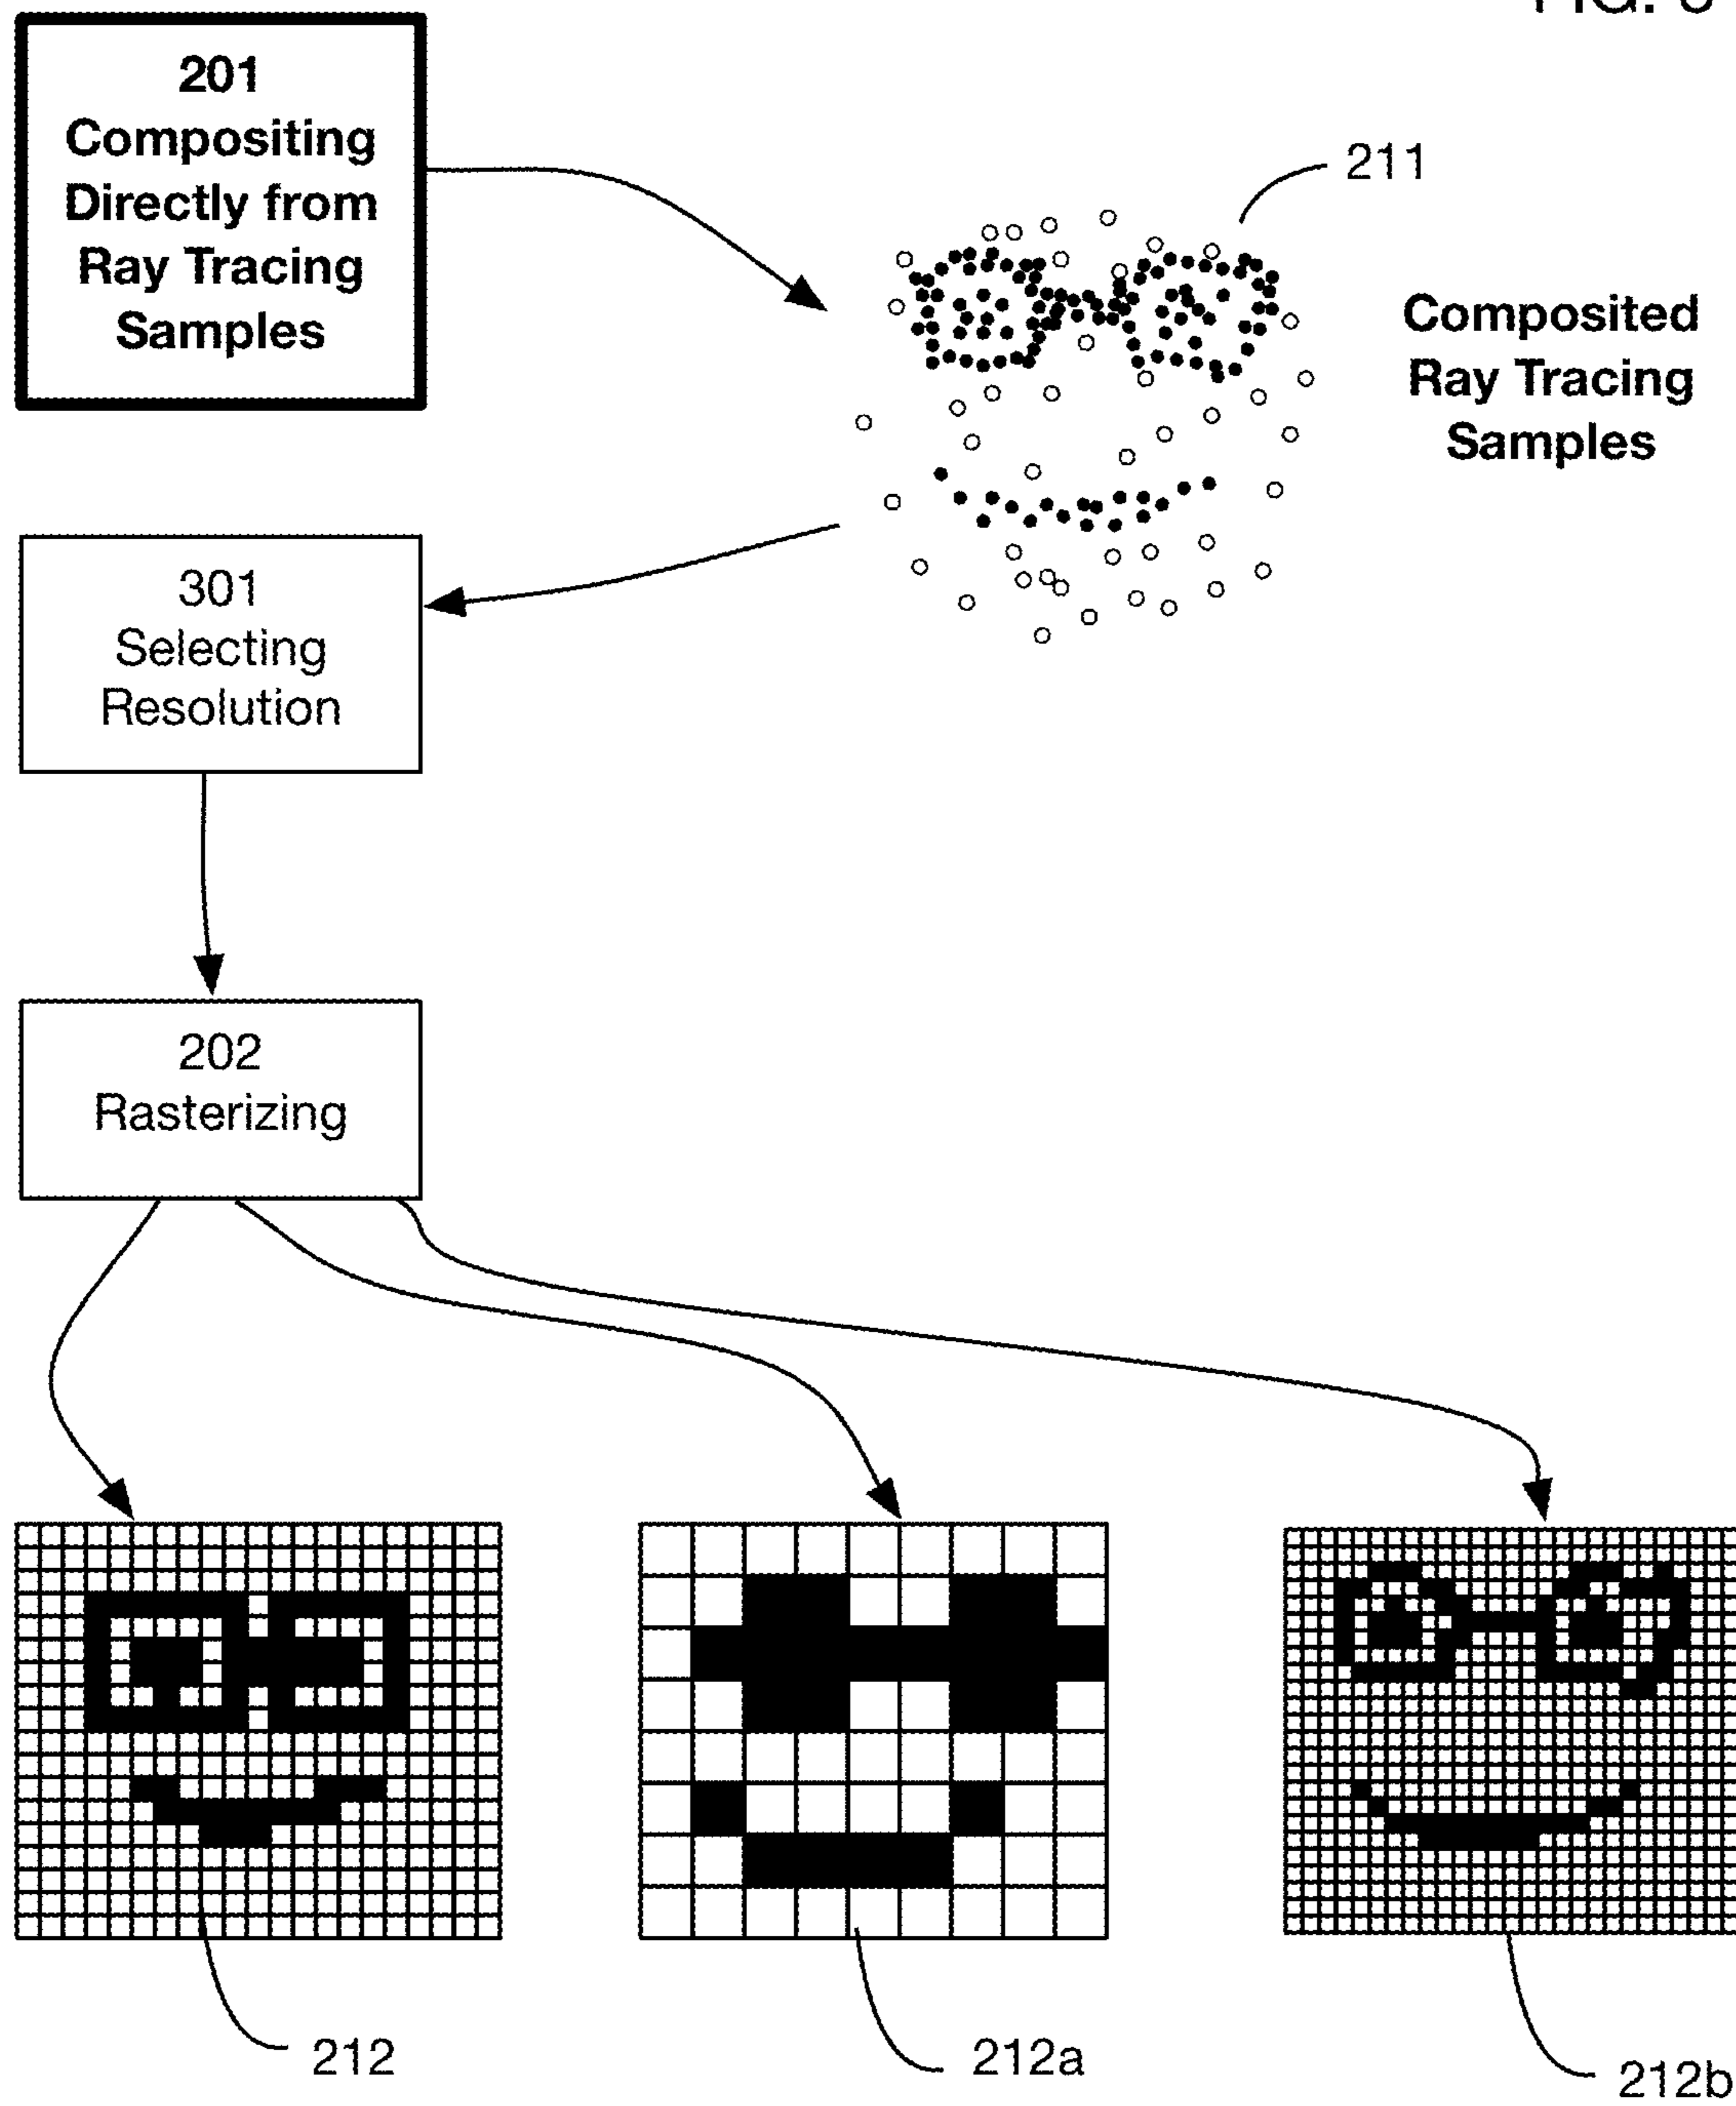 201
Compositing
Directly from
Ray Tracing
Samples
211
Composited
Ray Tracing
Samples
301
Selecting
Resolution
202
Rasterizing
212
212a
212b